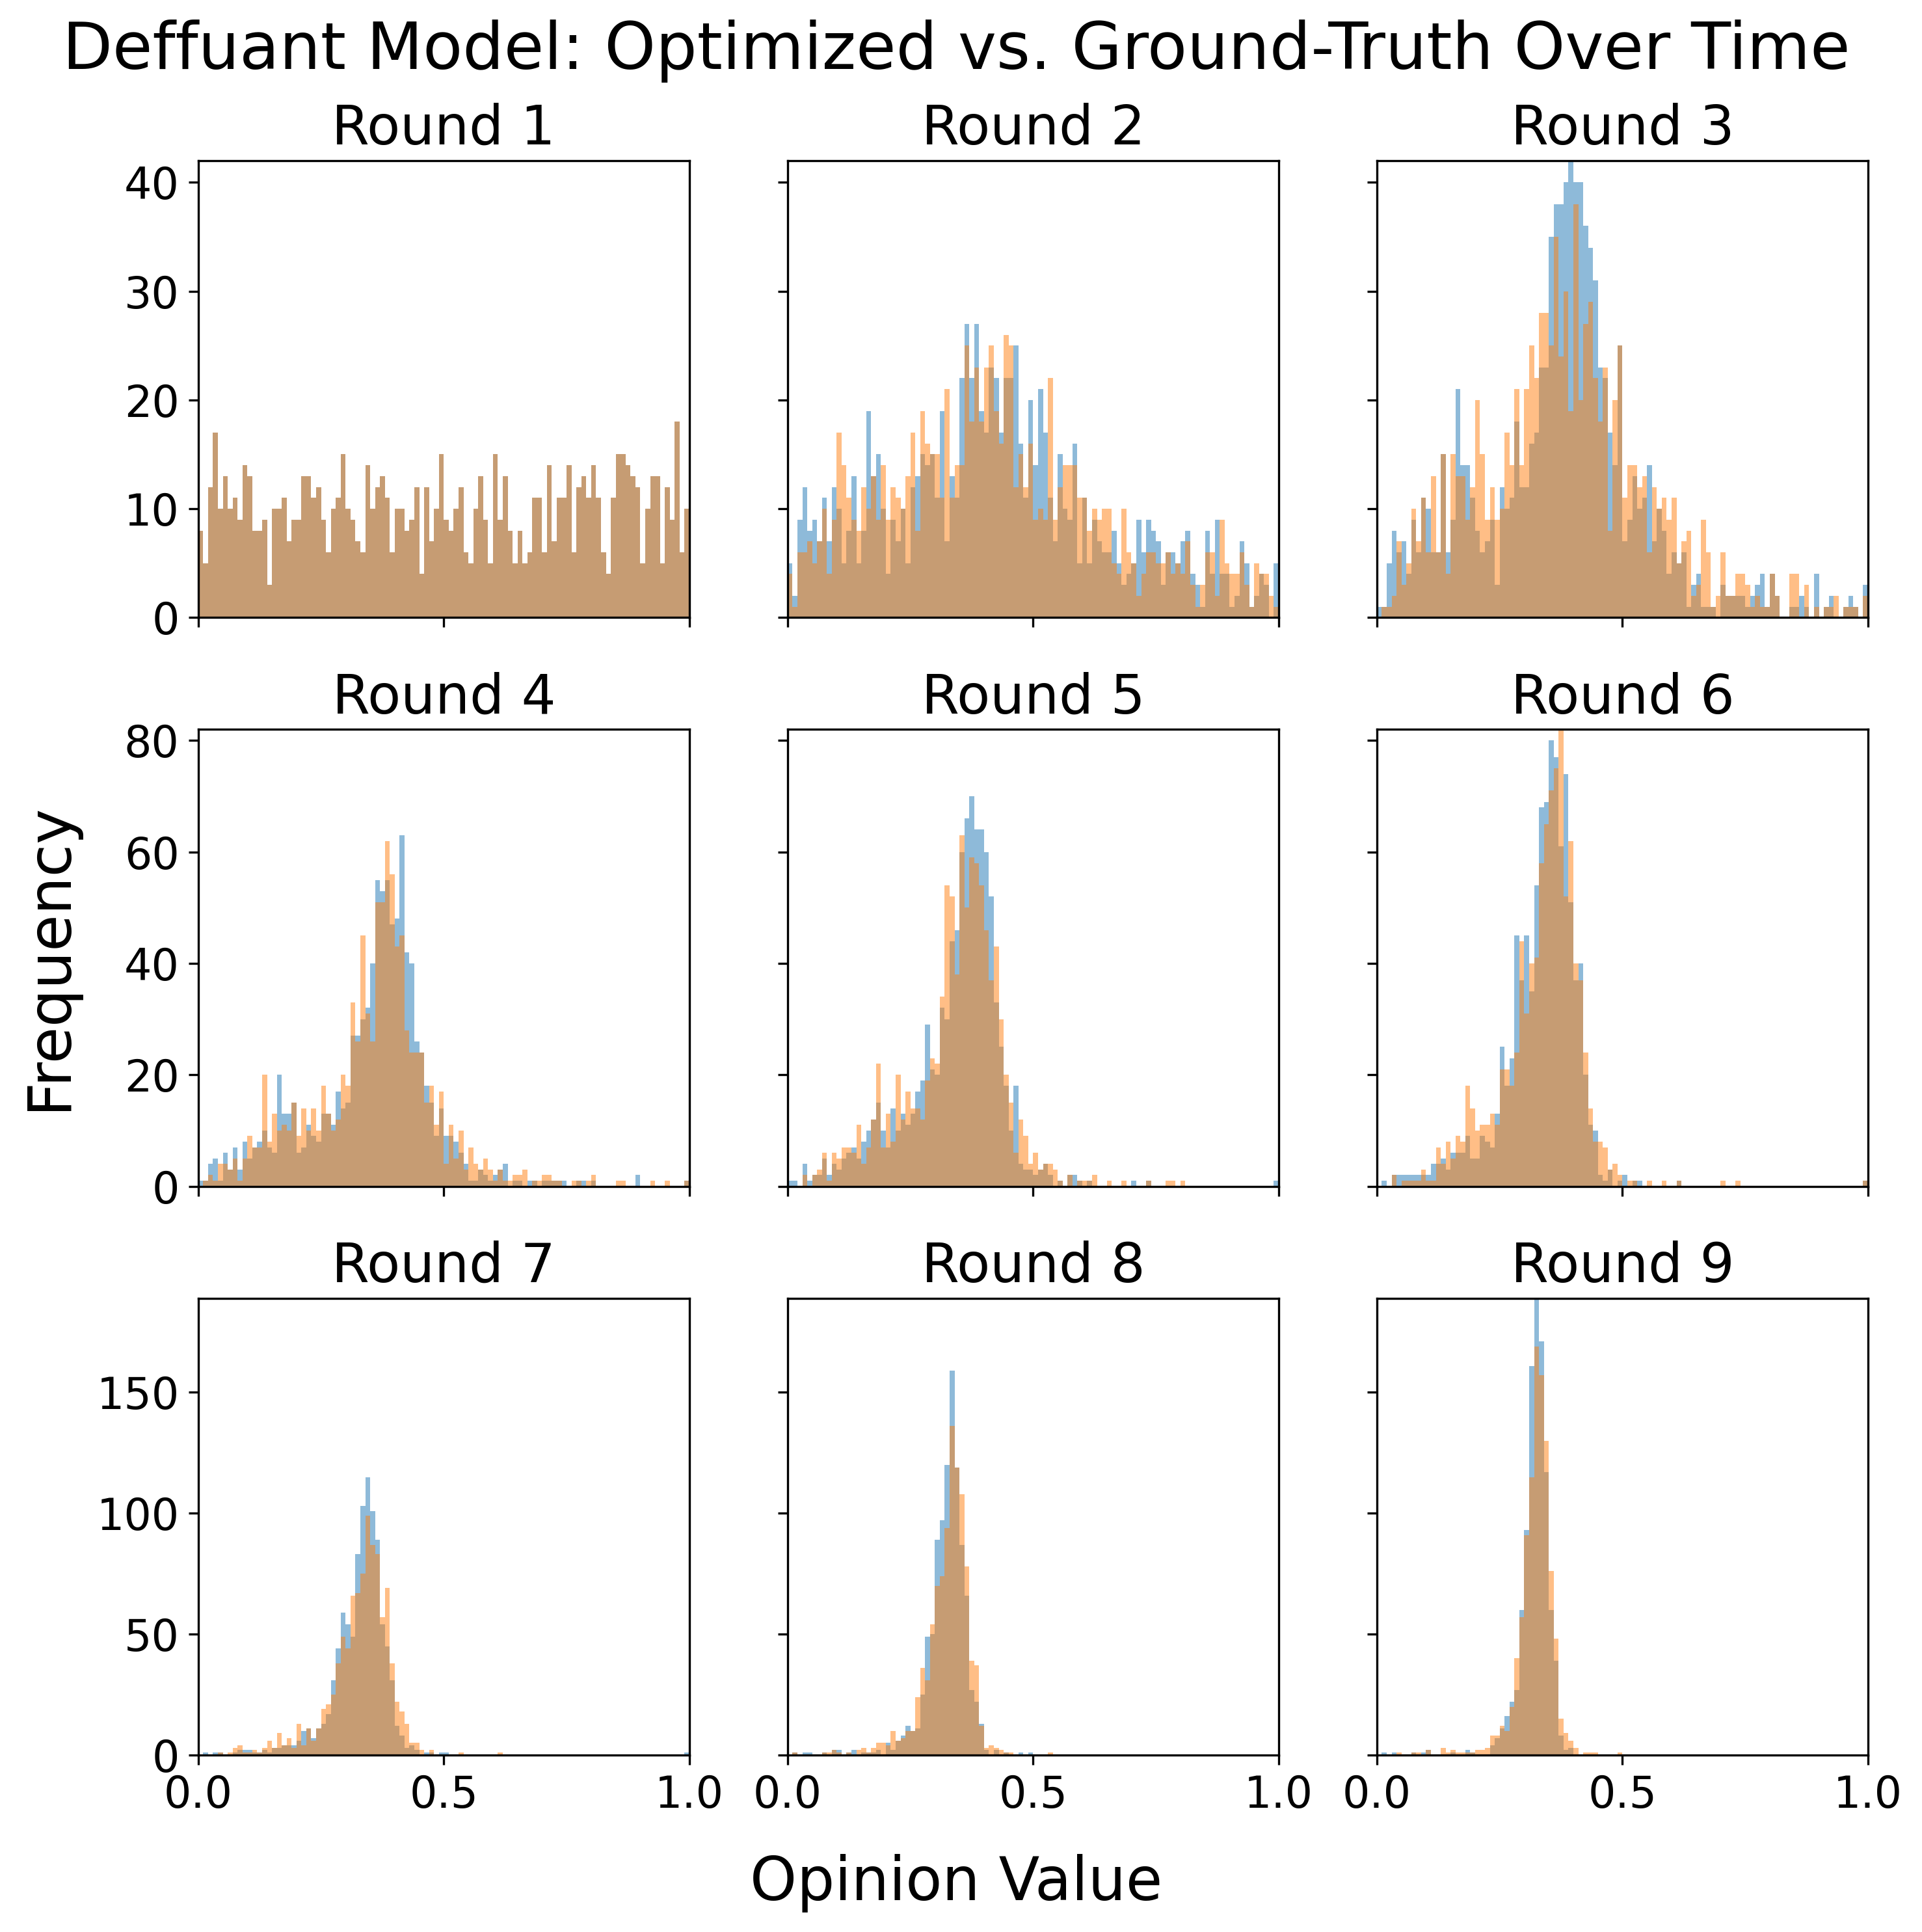 Deffuant Model: Optimized vs. Ground-Truth Over Time
Round 1
Round 2
Round 3
40
30
20
10
0
Round 4
Round 5
Round 6
80
60
40
20
0
Frequency
Round 7
Round 8
Round 9
150
100
50
0
0.0 0.5 1.0
0.0 0.5 1.0
0.0 0.5 1.0
Opinion Value